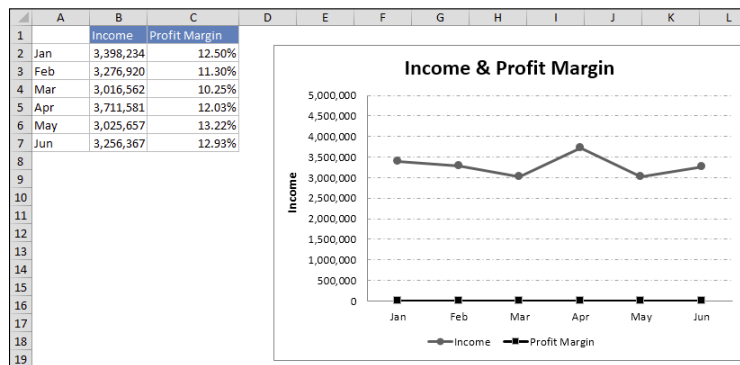 A B C D E F G H I J K L
1 Income Profit Margin
2 Jan 3,398,234 12.50%
3 Feb 3,276,920 11.30%
4 Mar 3,016,562 10.25%
5 Apr 3,711,581 12.03%
6 May 3,025,657 13.22%
7 Jun 3,256,367 12.93%
8
9
10
11
12
13
14
15
16
17
18
19
Income & Profit Margin
5,000,000
4,500,000
4,000,000
3,500,000
3,000,000
2,500,000
2,000,000
1,500,000
1,000,000
500,000
0
Income
Jan Feb Mar Apr May Jun
Income Profit Margin